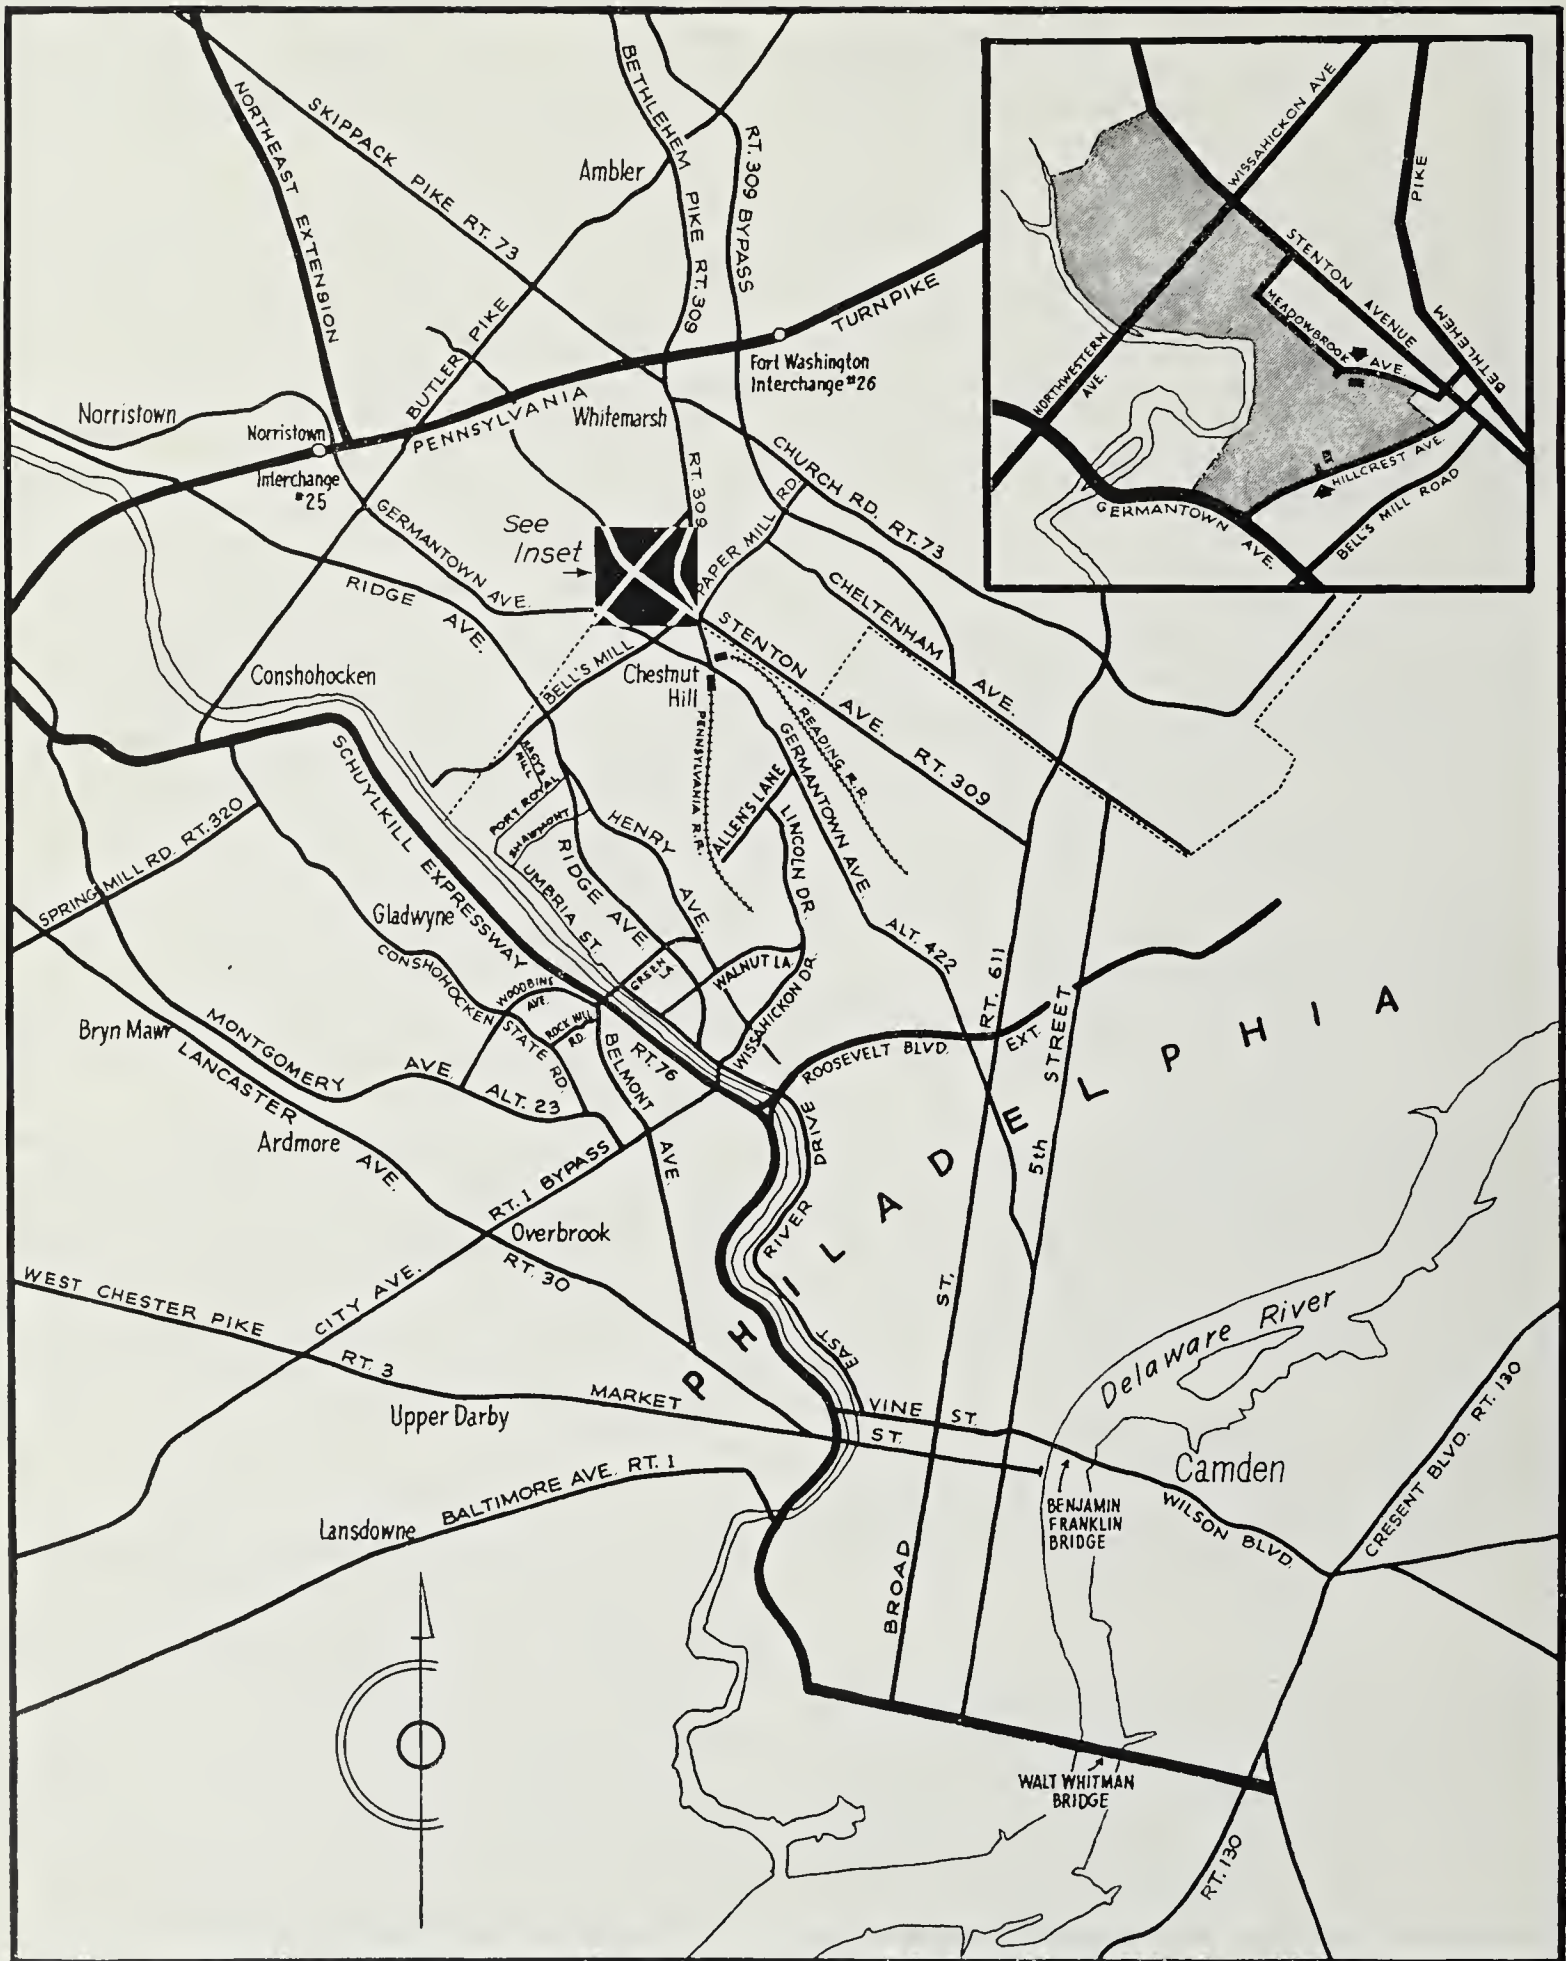 NORTHEAST EXTENSION
SKIPPACK PIKE RT. 73
BETHLEHEM PIKE RT. 309
RT. 309 BYPASS
Ambler
BUTLER PIKE
PENNSYLVANIA
TURNPIKE
Fort Washington
Interchange #26
Whitemarsh
Norristown
Norristown
Interchange
#25
RT. 309
CHURCH RD. RT. 73
PAPER MILL RD
See
Inset
GERMANTOWN AVE.
RIDGE AVE.
CHELTENHAM AVE.
STENTON AVE. RT. 309
BELL'S MILL
Chestnut
Hill
Conshohocken
READING R.R.
PENNSYLVANIA R.R.
GERMANTOWN AVE.
ALLEN'S LANE
LINCOLN DR.
HAGY'S
MILL
PORT ROYAL
SHAWMONT
HENRY AVE.
RIDGE AVE.
UMBRIA ST.
SCHUYLKILL EXPRESSWAY
SPRING MILL RD. RT. 320
Gladwyne
CONSHOHOCKEN STATE RD.
WOODBINE
AVE.
ROCK HILL
RD.
GREEN LA
WALNUT LA.
WISSAHICKON DR.
ALT. 422
RT. 611
ROOSEVELT BLVD.
EXT.
5th STREET
Bryn Mawr
MONTGOMERY AVE.
ALT. 23
LANCASTER AVE.
Ardmore
BELMONT AVE.
RT. 76
RT. 1 BYPASS
CITY AVE.
Overbrook
RT. 30
EAST RIVER DRIVE
PHILADELPHIA
WEST CHESTER PIKE
RT. 3
MARKET ST.
Upper Darby
VINE ST.
BROAD ST.
BALTIMORE AVE. RT. 1
Lansdowne
Delaware River
Camden
BENJAMIN
FRANKLIN
BRIDGE
WILSON BLVD.
CRESENT BLVD. RT. 130
WALT WHITMAN
BRIDGE
RT. 130
WISSAHICKON AVE
PIKE
BETHLEHEM
STENTON AVENUE
MEADOWBROOK AVE.
NORTHWESTERN
AVE.
HILLCREST AVE.
GERMANTOWN AVE.
BELL'S MILL ROAD